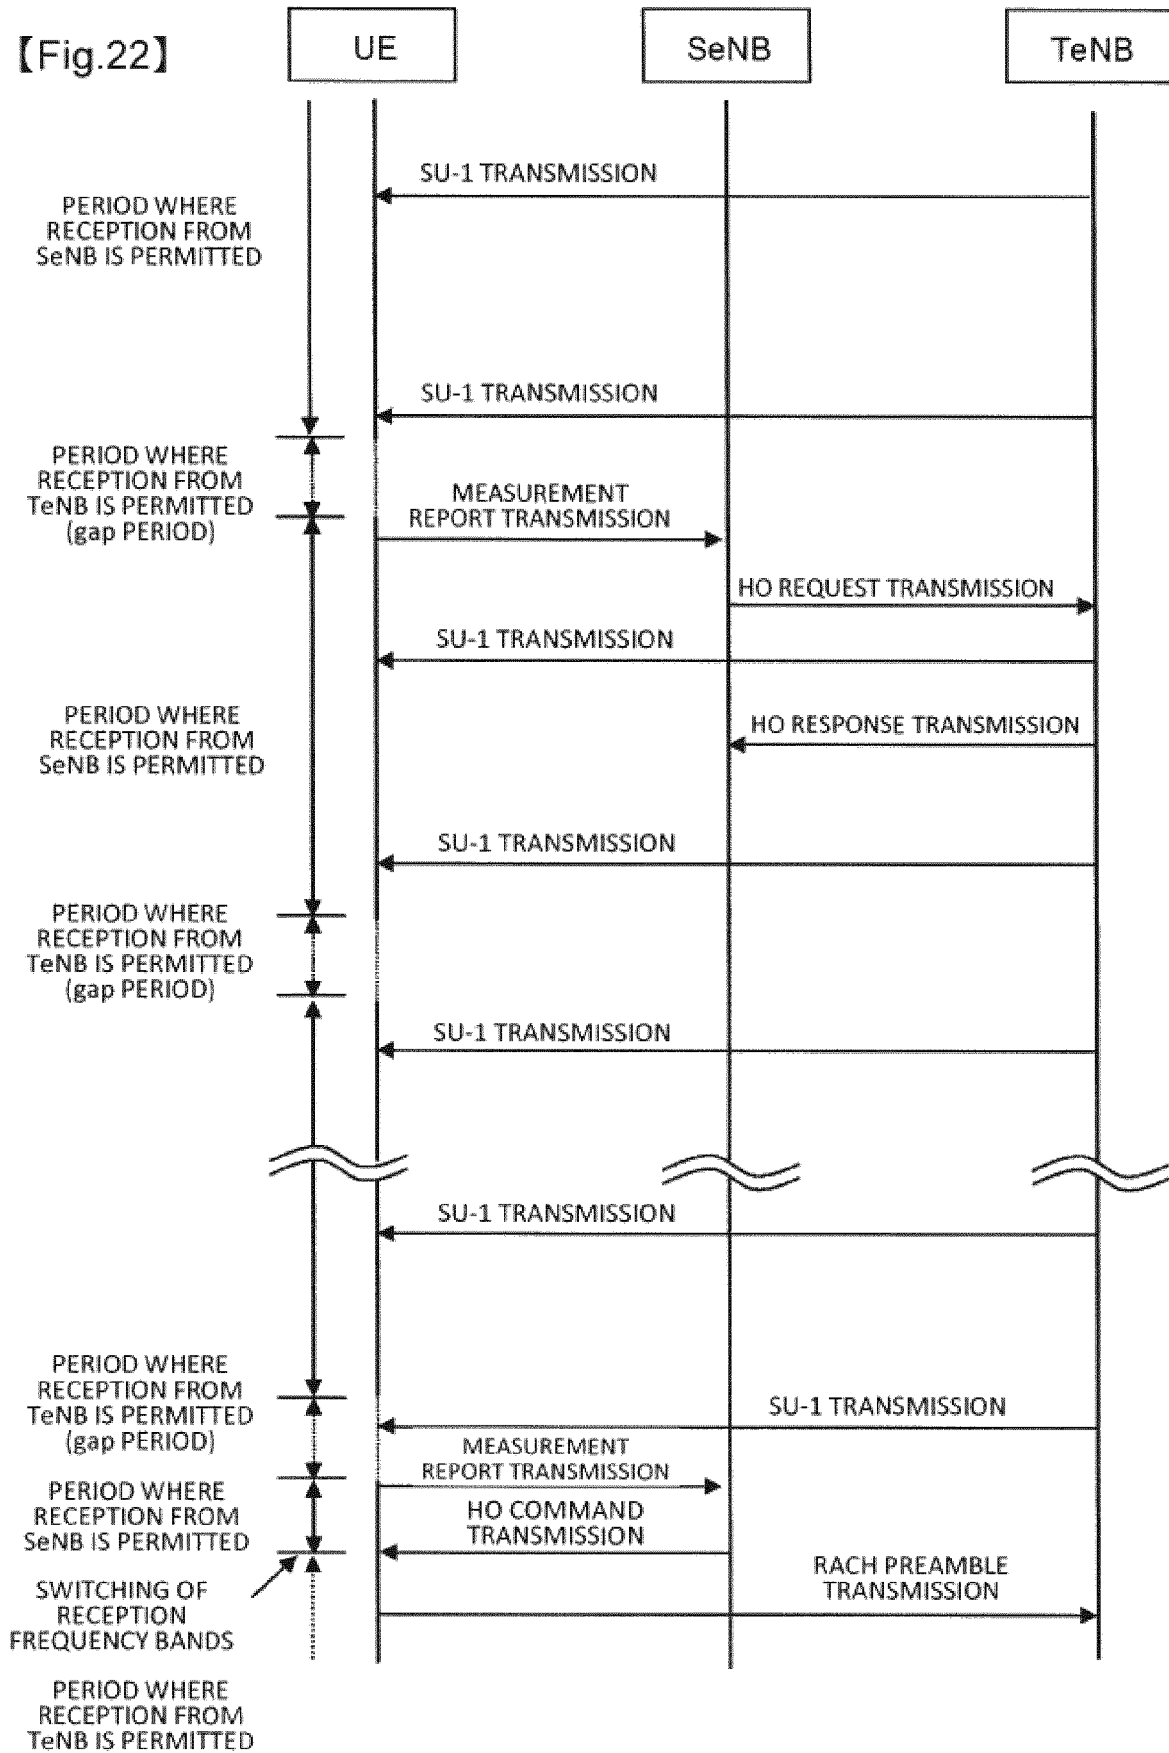 【Fig.22】
UE
SeNB
TeNB
SU-1 TRANSMISSION
PERIOD WHERE
RECEPTION FROM
SeNB IS PERMITTED
SU-1 TRANSMISSION
PERIOD WHERE
RECEPTION FROM
TeNB IS PERMITTED
(gap PERIOD)
MEASUREMENT
REPORT TRANSMISSION
HO REQUEST TRANSMISSION
SU-1 TRANSMISSION
PERIOD WHERE
RECEPTION FROM
SeNB IS PERMITTED
HO RESPONSE TRANSMISSION
SU-1 TRANSMISSION
PERIOD WHERE
RECEPTION FROM
TeNB IS PERMITTED
(gap PERIOD)
SU-1 TRANSMISSION
SU-1 TRANSMISSION
PERIOD WHERE
RECEPTION FROM
TeNB IS PERMITTED
(gap PERIOD)
SU-1 TRANSMISSION
MEASUREMENT
REPORT TRANSMISSION
PERIOD WHERE
RECEPTION FROM
SeNB IS PERMITTED
HO COMMAND
TRANSMISSION
RACH PREAMBLE
TRANSMISSION
SWITCHING OF
RECEPTION
FREQUENCY BANDS
PERIOD WHERE
RECEPTION FROM
TeNB IS PERMITTED